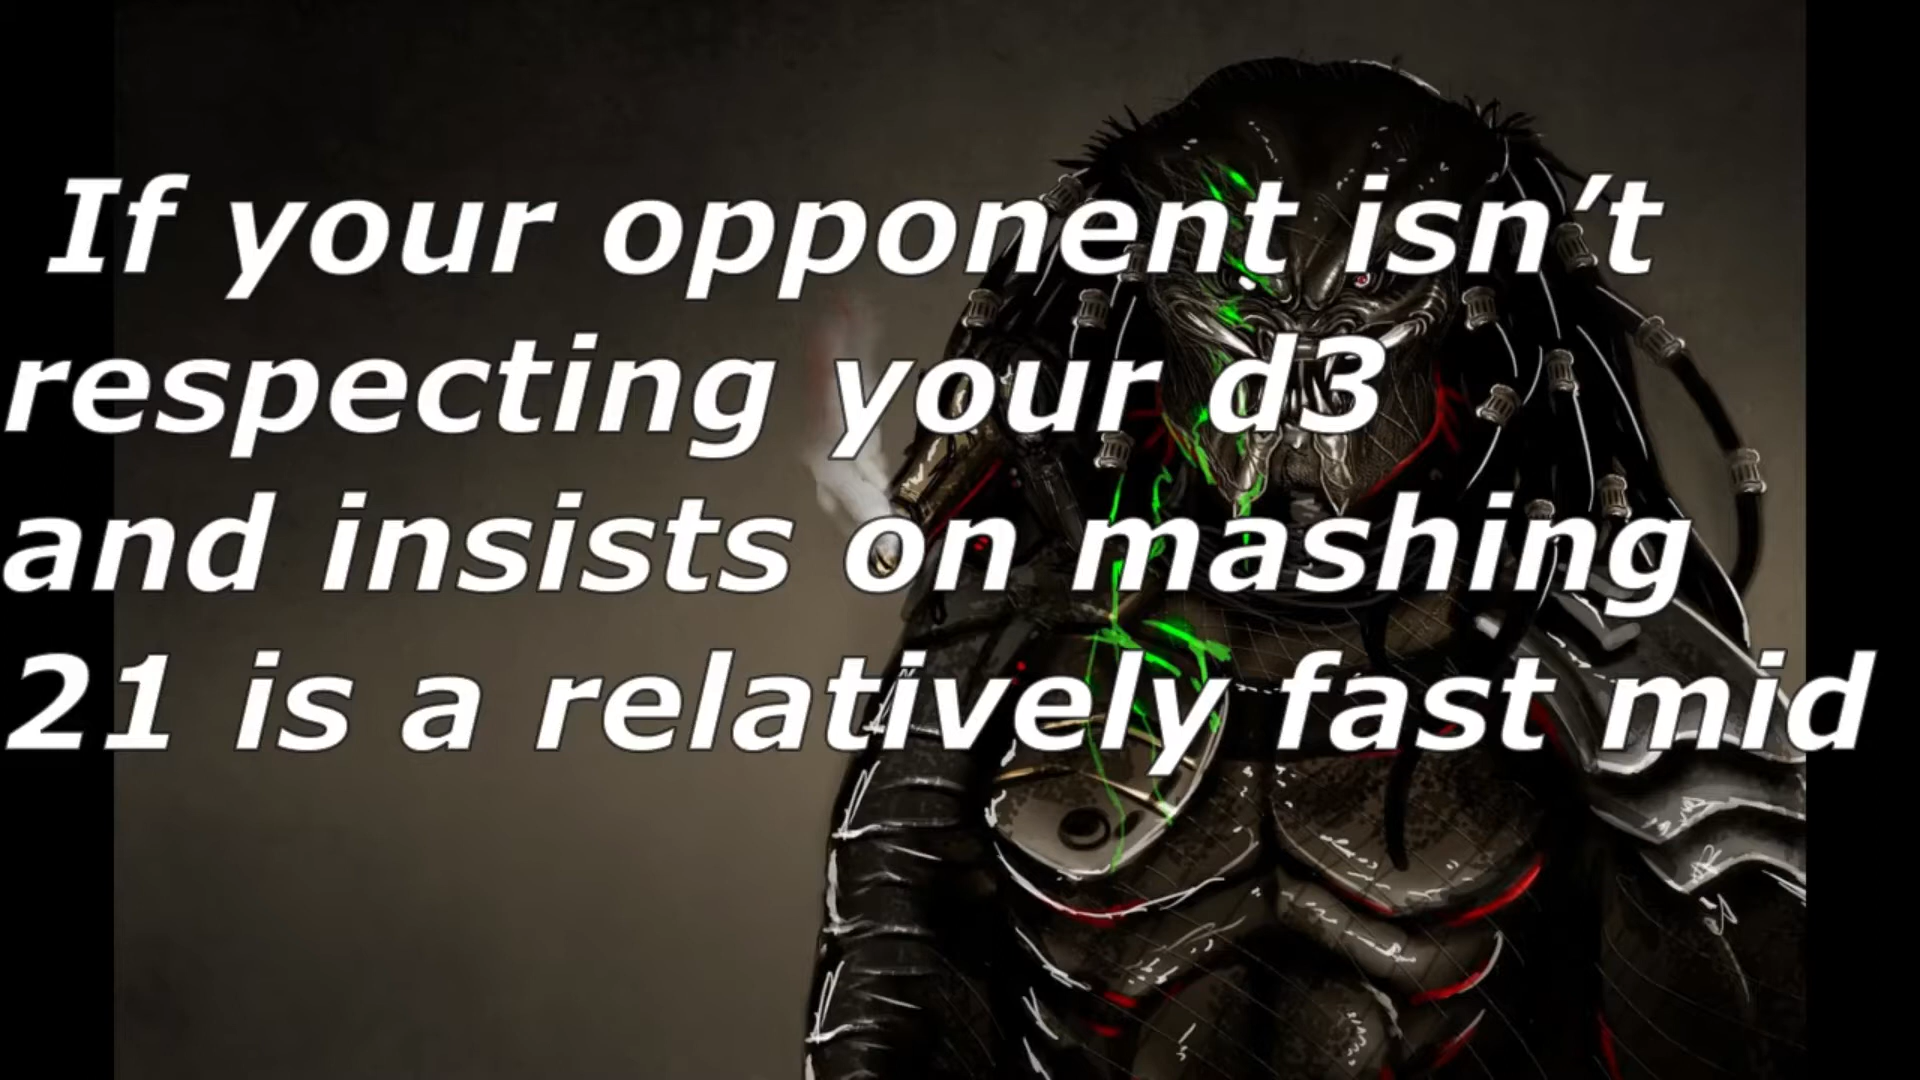 If your opponent isn’t
respecting your d3
and insists on mashing
21 is a relatively fast mid